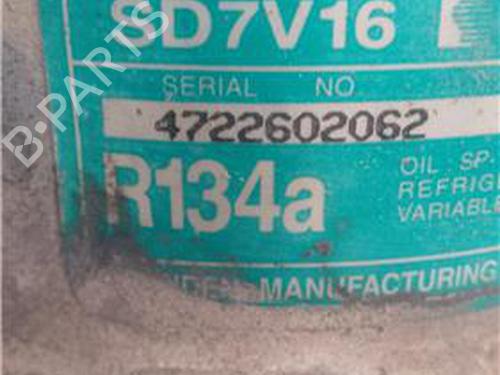 SD7V16
SERIAL NO
4722602062
R134a
OIL SP-
REFRIG
VARIABLE
MANUFACTURING
B-PARTS